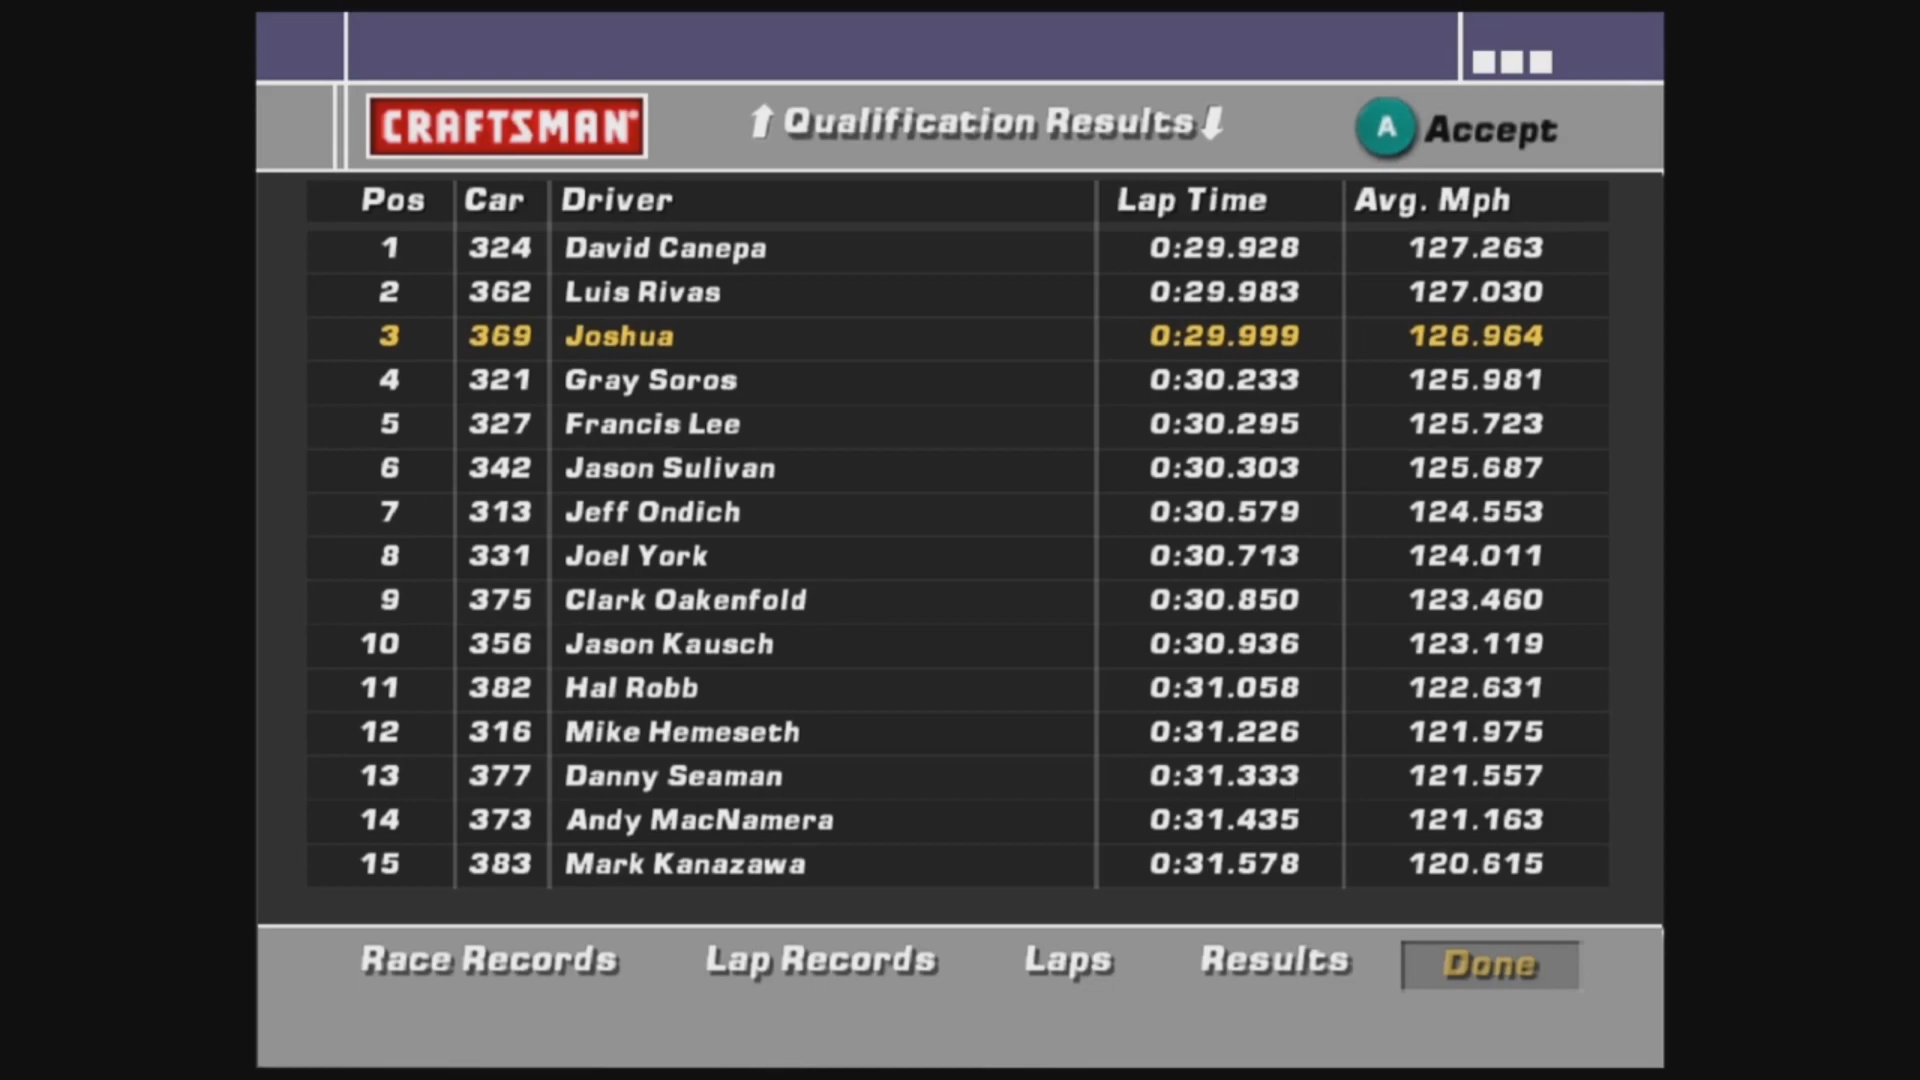 CRAFTSMAN Qualification Results A Accept
Pos Car Driver Lap Time Avg. Mph
1 324 David Canepa 0:29.928 127.263
2 362 Luis Rivas 0:29.983 127.030
3 369 Joshua 0:29.999 126.964
4 321 Gray Soros 0:30.233 125.981
5 327 Francis Lee 0:30.295 125.723
6 342 Jason Sulivan 0:30.303 125.687
7 313 Jeff Ondich 0:30.579 124.553
8 331 Joel York 0:30.713 124.011
9 375 Clark Oakenfold 0:30.850 123.460
10 356 Jason Kausch 0:30.936 123.119
11 382 Hal Robb 0:31.058 122.631
12 316 Mike Hemeseth 0:31.226 121.975
13 377 Danny Seaman 0:31.333 121.557
14 373 Andy MacNamera 0:31.435 121.163
15 383 Mark Kanazawa 0:31.578 120.615
Race Records Lap Records Laps Results Done